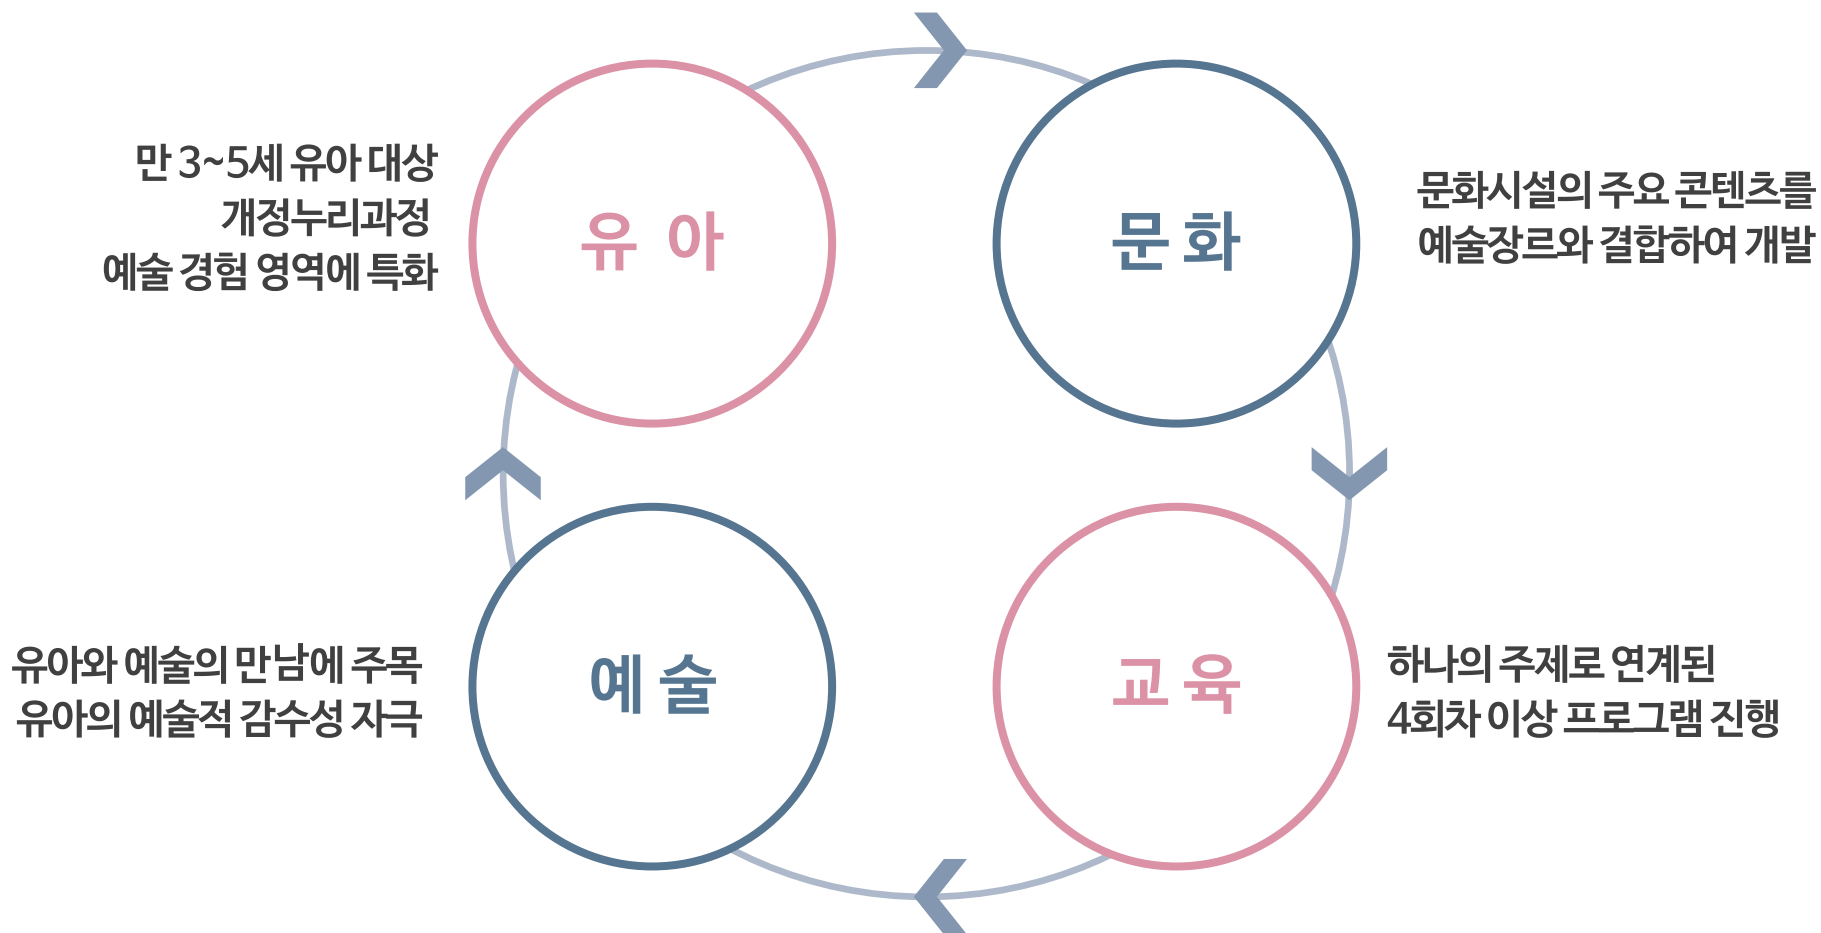 만 3~5세 유아 대상
개정누리과정
예술 경험 영역에 특화
유 아
문 화
문화시설의 주요 콘텐츠를
예술장르와 결합하여 개발
유아와 예술의 만남에 주목
유아의 예술적 감수성 자극
예 술
교 육
하나의 주제로 연계된
4회차 이상 프로그램 진행